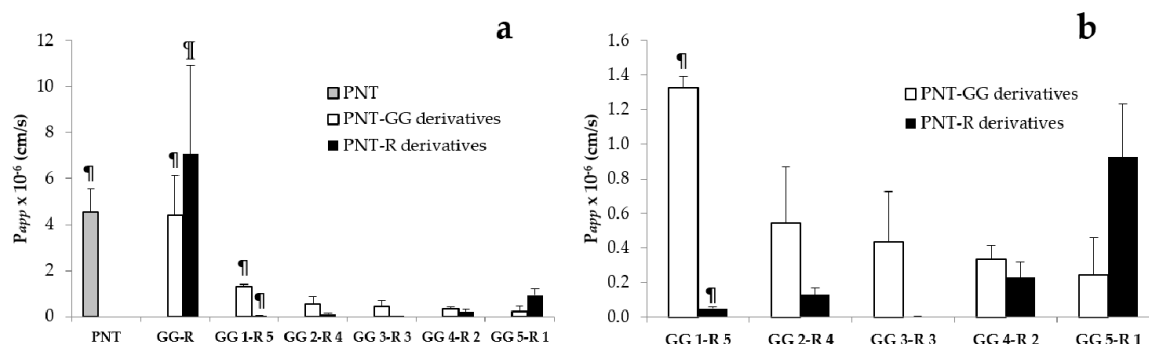 a
P_app x 10⁻⁶ (cm/s)
12
10
8
6
4
2
0
¶
¶
¶
¶
¶
PNT
PNT-GG derivatives
PNT-R derivatives
PNT GG-R GG 1-R 5 GG 2-R 4 GG 3-R 3 GG 4-R 2 GG 5-R 1
b
P_app x 10⁻⁶ (cm/s)
1.6
1.4
1.2
1.0
0.8
0.6
0.4
0.2
0.0
¶
¶
PNT-GG derivatives
PNT-R derivatives
GG 1-R 5 GG 2-R 4 GG 3-R 3 GG 4-R 2 GG 5-R 1